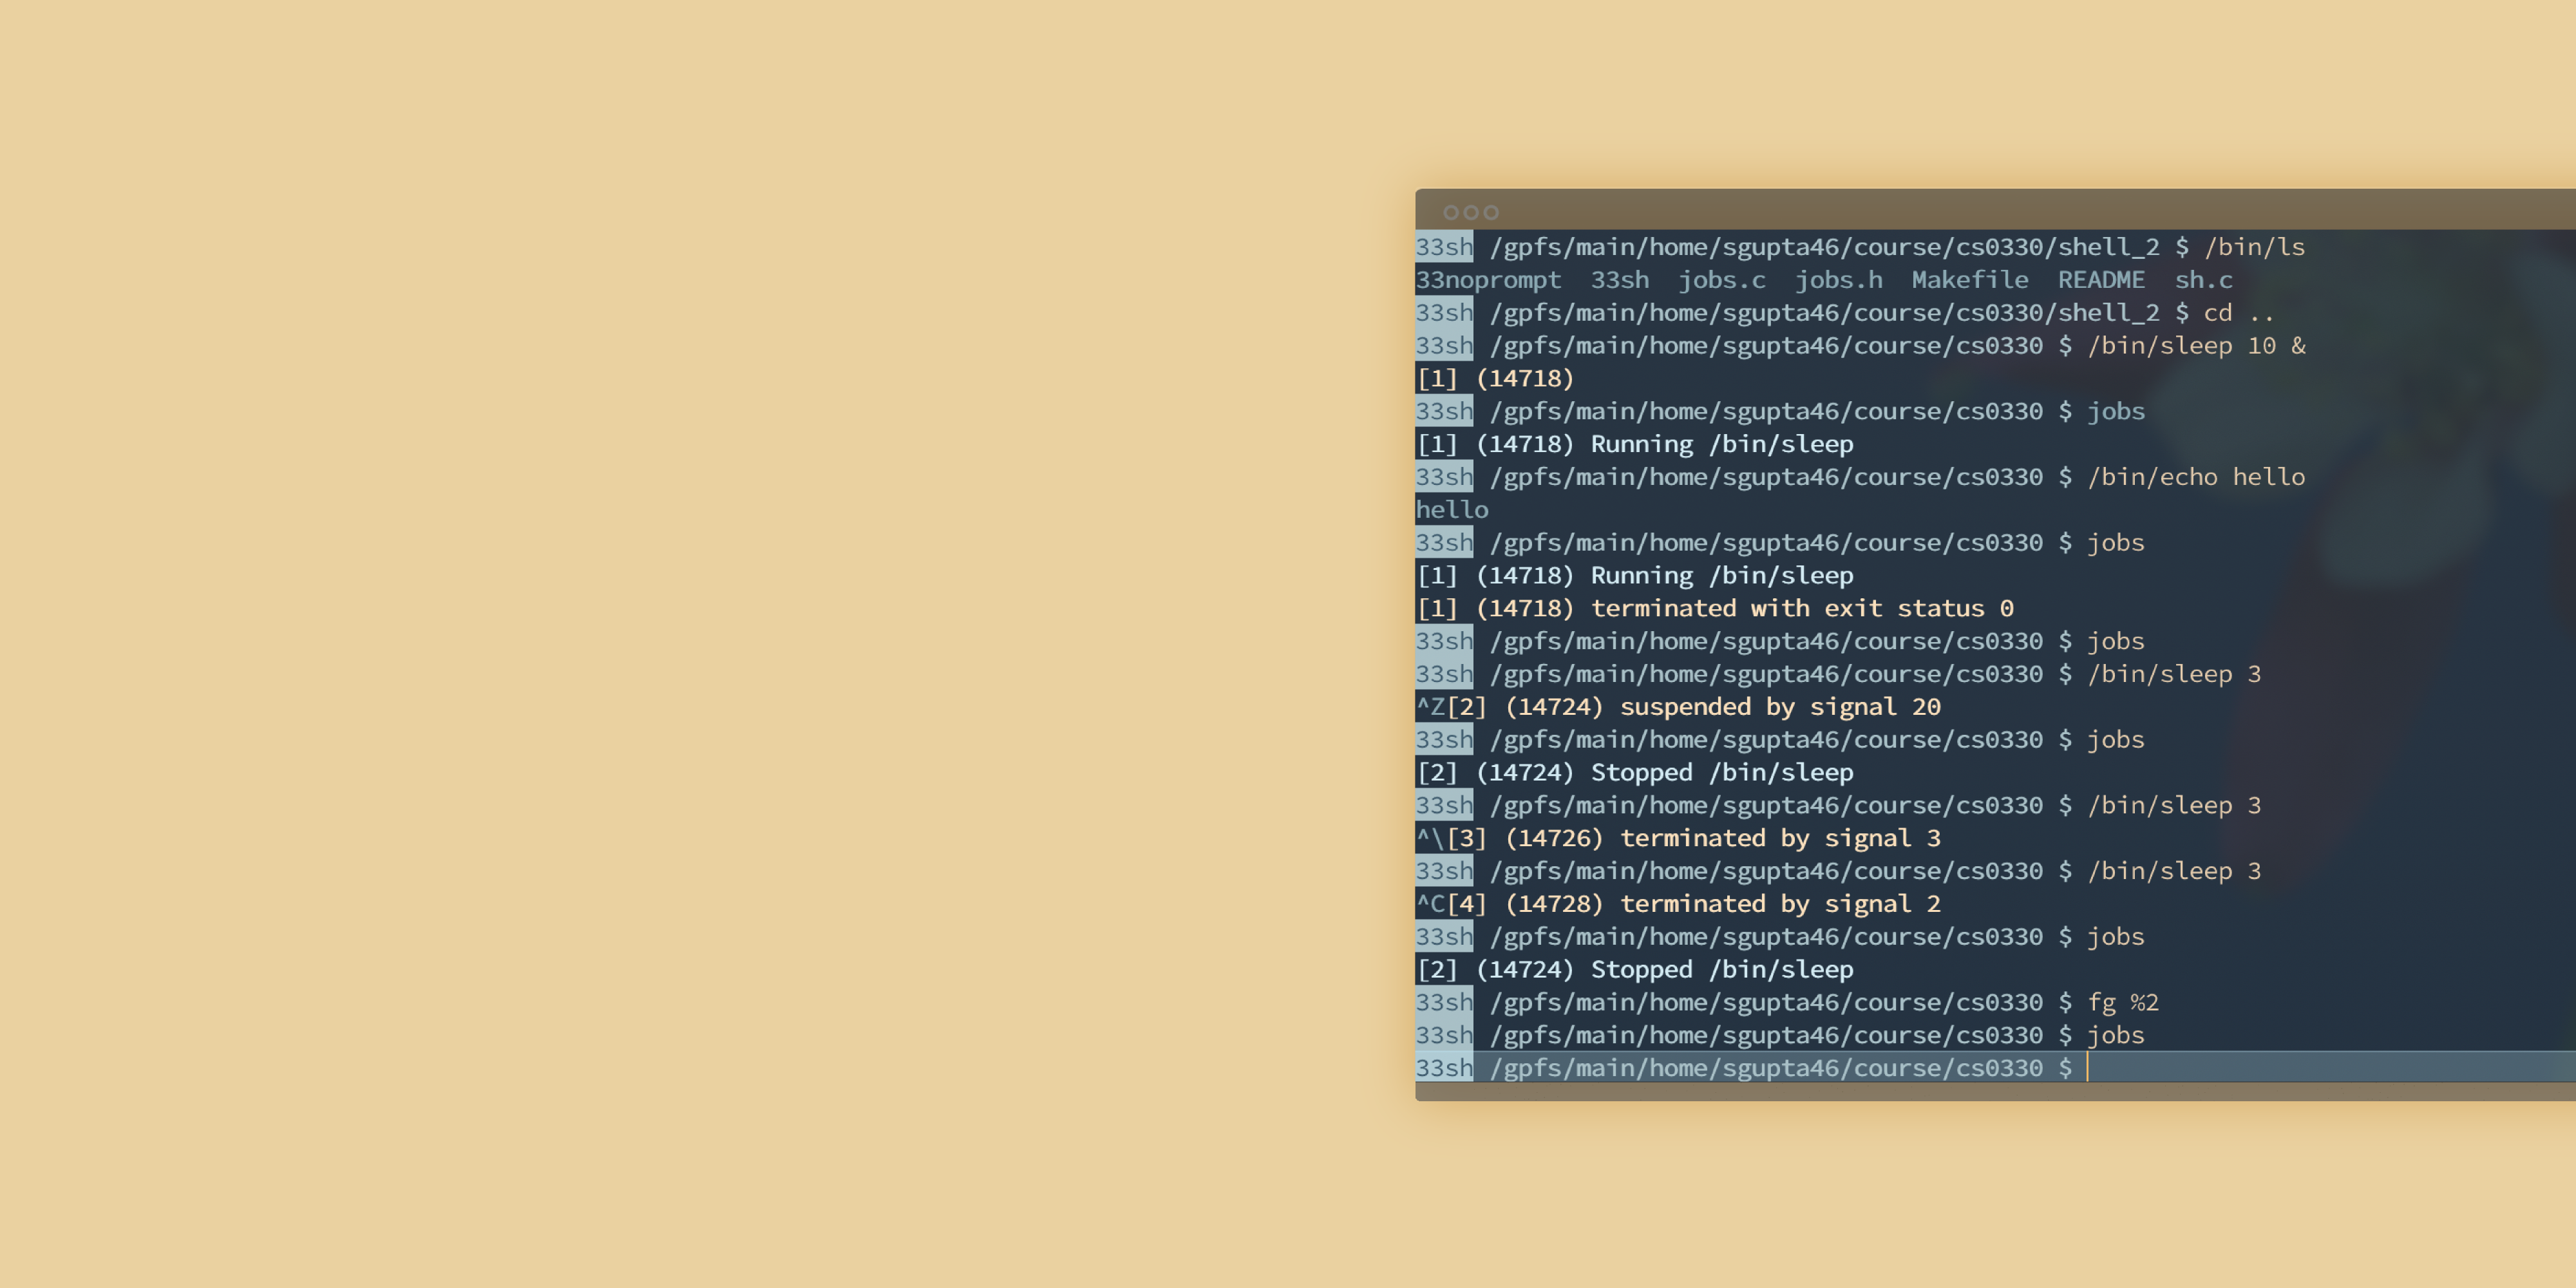 33sh /gpfs/main/home/sgupta46/course/cs0330/shell_2 $ /bin/ls
33noprompt  33sh  jobs.c  jobs.h  Makefile  README  sh.c
33sh /gpfs/main/home/sgupta46/course/cs0330/shell_2 $ cd ..
33sh /gpfs/main/home/sgupta46/course/cs0330 $ /bin/sleep 10 &
[1] (14718)
33sh /gpfs/main/home/sgupta46/course/cs0330 $ jobs
[1] (14718) Running /bin/sleep
33sh /gpfs/main/home/sgupta46/course/cs0330 $ /bin/echo hello
hello
33sh /gpfs/main/home/sgupta46/course/cs0330 $ jobs
[1] (14718) Running /bin/sleep
[1] (14718) terminated with exit status 0
33sh /gpfs/main/home/sgupta46/course/cs0330 $ jobs
33sh /gpfs/main/home/sgupta46/course/cs0330 $ /bin/sleep 3
^Z[2] (14724) suspended by signal 20
33sh /gpfs/main/home/sgupta46/course/cs0330 $ jobs
[2] (14724) Stopped /bin/sleep
33sh /gpfs/main/home/sgupta46/course/cs0330 $ /bin/sleep 3
^\[3] (14726) terminated by signal 3
33sh /gpfs/main/home/sgupta46/course/cs0330 $ /bin/sleep 3
^C[4] (14728) terminated by signal 2
33sh /gpfs/main/home/sgupta46/course/cs0330 $ jobs
[2] (14724) Stopped /bin/sleep
33sh /gpfs/main/home/sgupta46/course/cs0330 $ fg %2
33sh /gpfs/main/home/sgupta46/course/cs0330 $ jobs
33sh /gpfs/main/home/sgupta46/course/cs0330 $